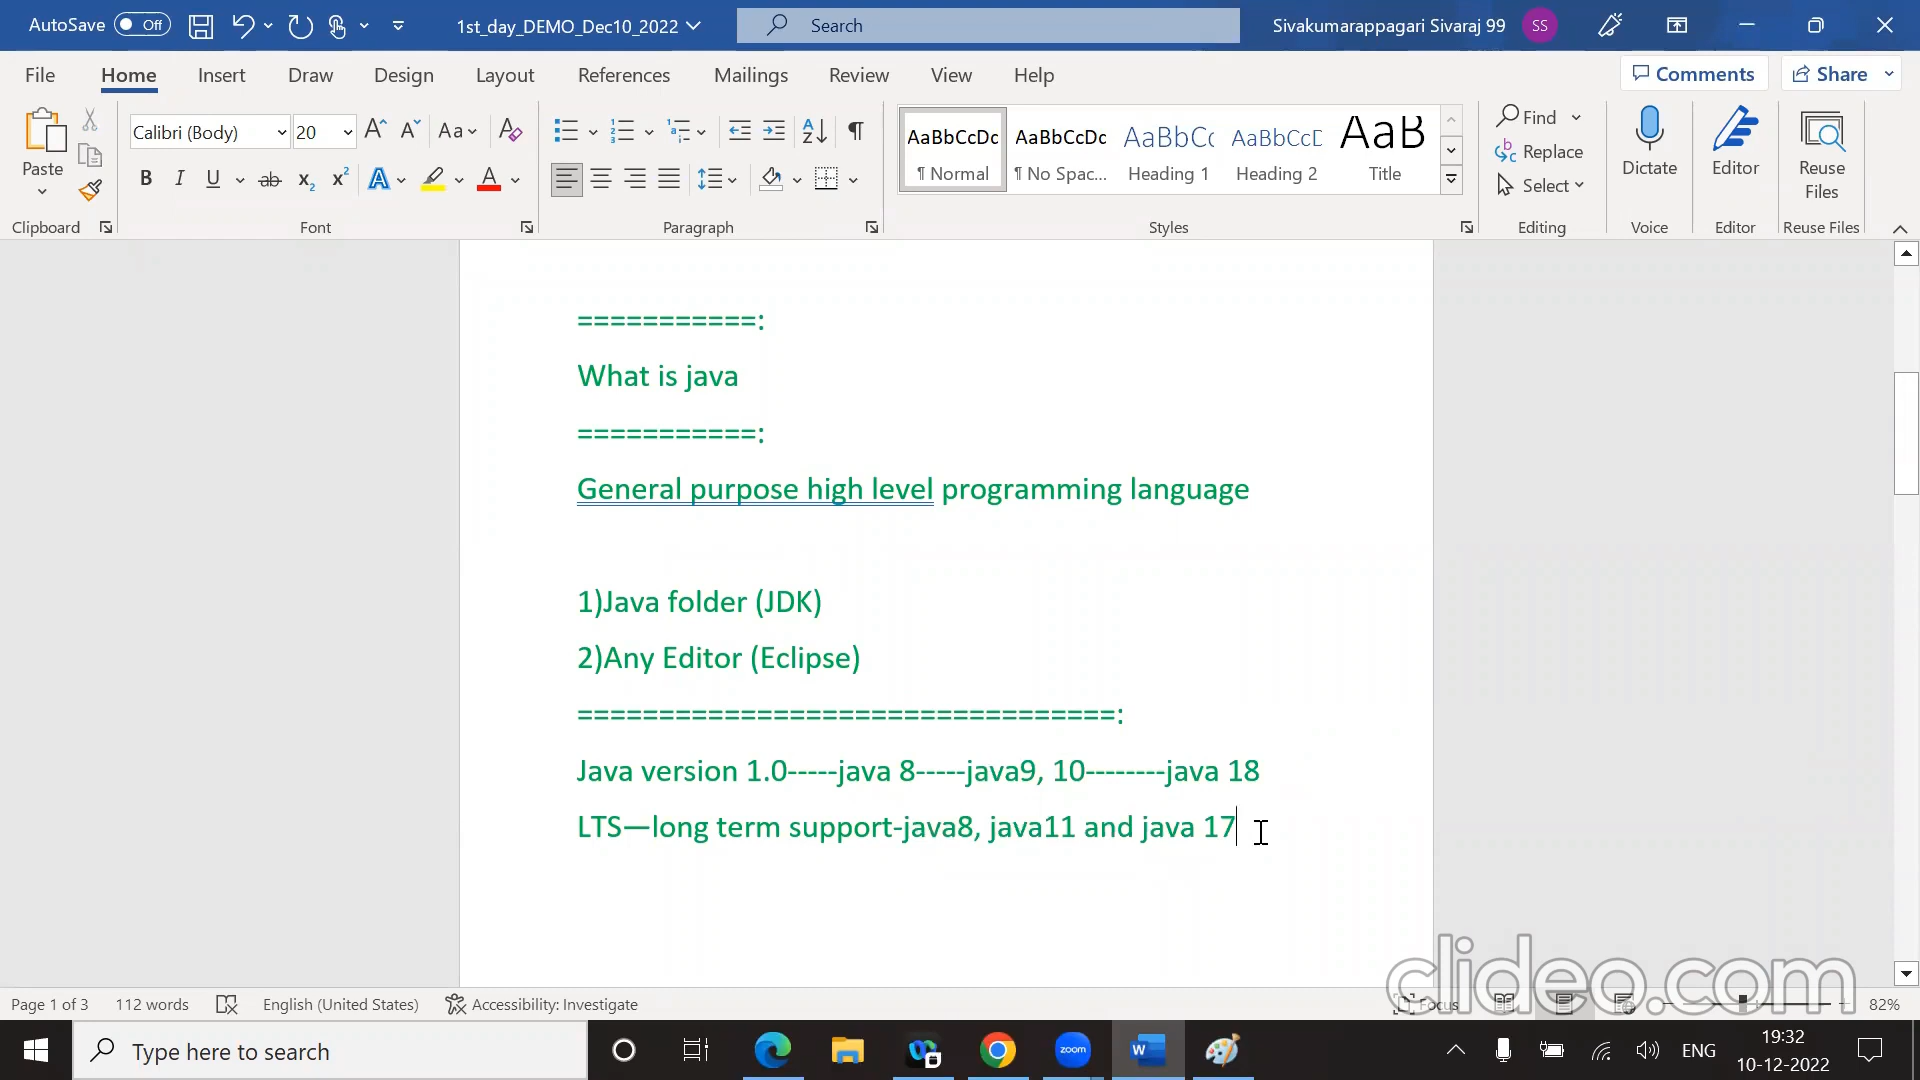 AutoSave Off 1st_day_DEMO_Dec10_2022 Search Sivakumarappagari Sivaraj 99 SS
File Home Insert Draw Design Layout References Mailings Review View Help Comments Share
Paste
Calibri (Body) 20 Aa
AaBbCcDc AaBbCcDc AaBbCc AaBbCcD AaB
¶ Normal ¶ No Spac... Heading 1 Heading 2 Title
Find
Replace
Select
Dictate Editor Reuse Files
Clipboard Font Paragraph Styles Editing Voice Editor Reuse Files
===========:
What is java
===========:
General purpose high level programming language
1)Java folder (JDK)
2)Any Editor (Eclipse)
=================================:
Java version 1.0-----java 8-----java9, 10--------java 18
LTS—long term support-java8, java11 and java 17
clideo.com
Page 1 of 3 112 words English (United States) Accessibility: Investigate Focus 82%
Type here to search zoom ENG 19:32
10-12-2022